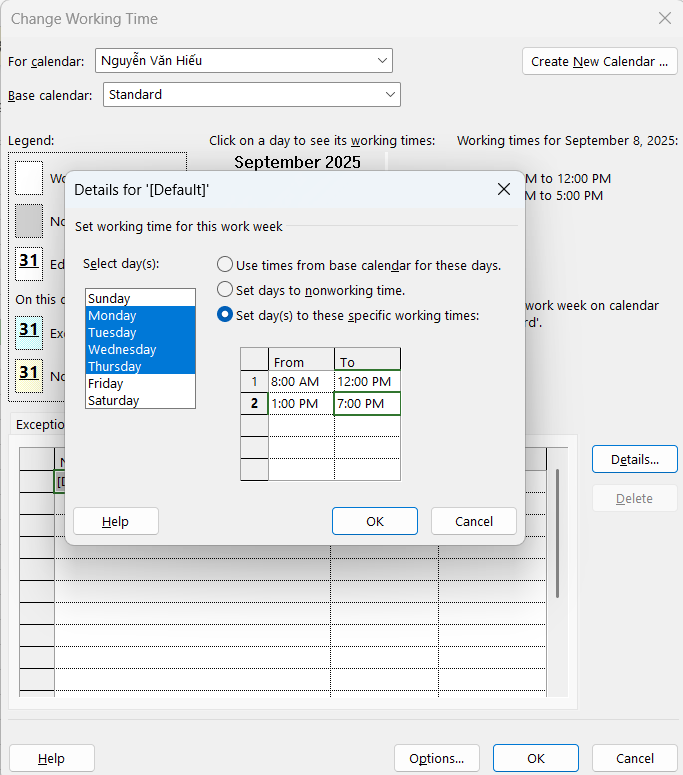 Change Working Time
For calendar: Nguyễn Văn Hiếu
Create New Calendar ...
Base calendar: Standard
Legend:
Click on a day to see its working times:
Working times for September 8, 2025:
September 2025
M to 12:00 PM
M to 5:00 PM
31
On this
31
31
work week on calendar
rd'.
Details for '[Default]'
Set working time for this work week
Select day(s):
Sunday
Monday
Tuesday
Wednesday
Thursday
Friday
Saturday
Use times from base calendar for these days.
Set days to nonworking time.
Set day(s) to these specific working times:
From To
1 8:00 AM 12:00 PM
2 1:00 PM 7:00 PM
Help
OK
Cancel
Exceptio
Details...
Delete
Help
Options...
OK
Cancel